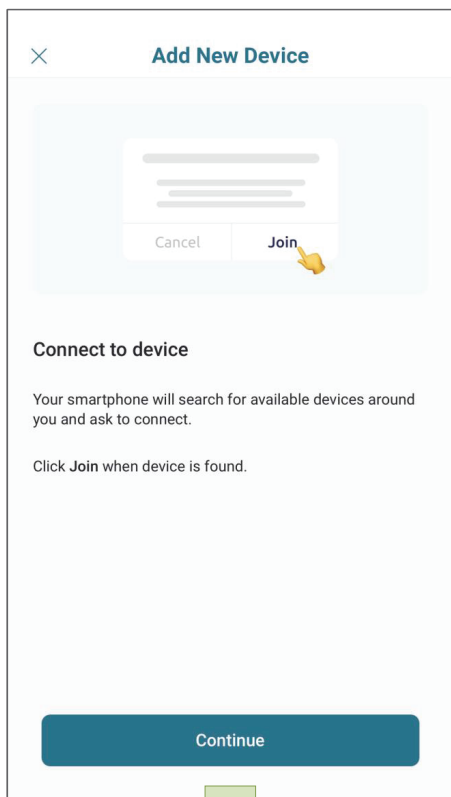 Add New Device
Cancel Join
Connect to device
Your smartphone will search for available devices around
you and ask to connect.
Click Join when device is found.
Continue